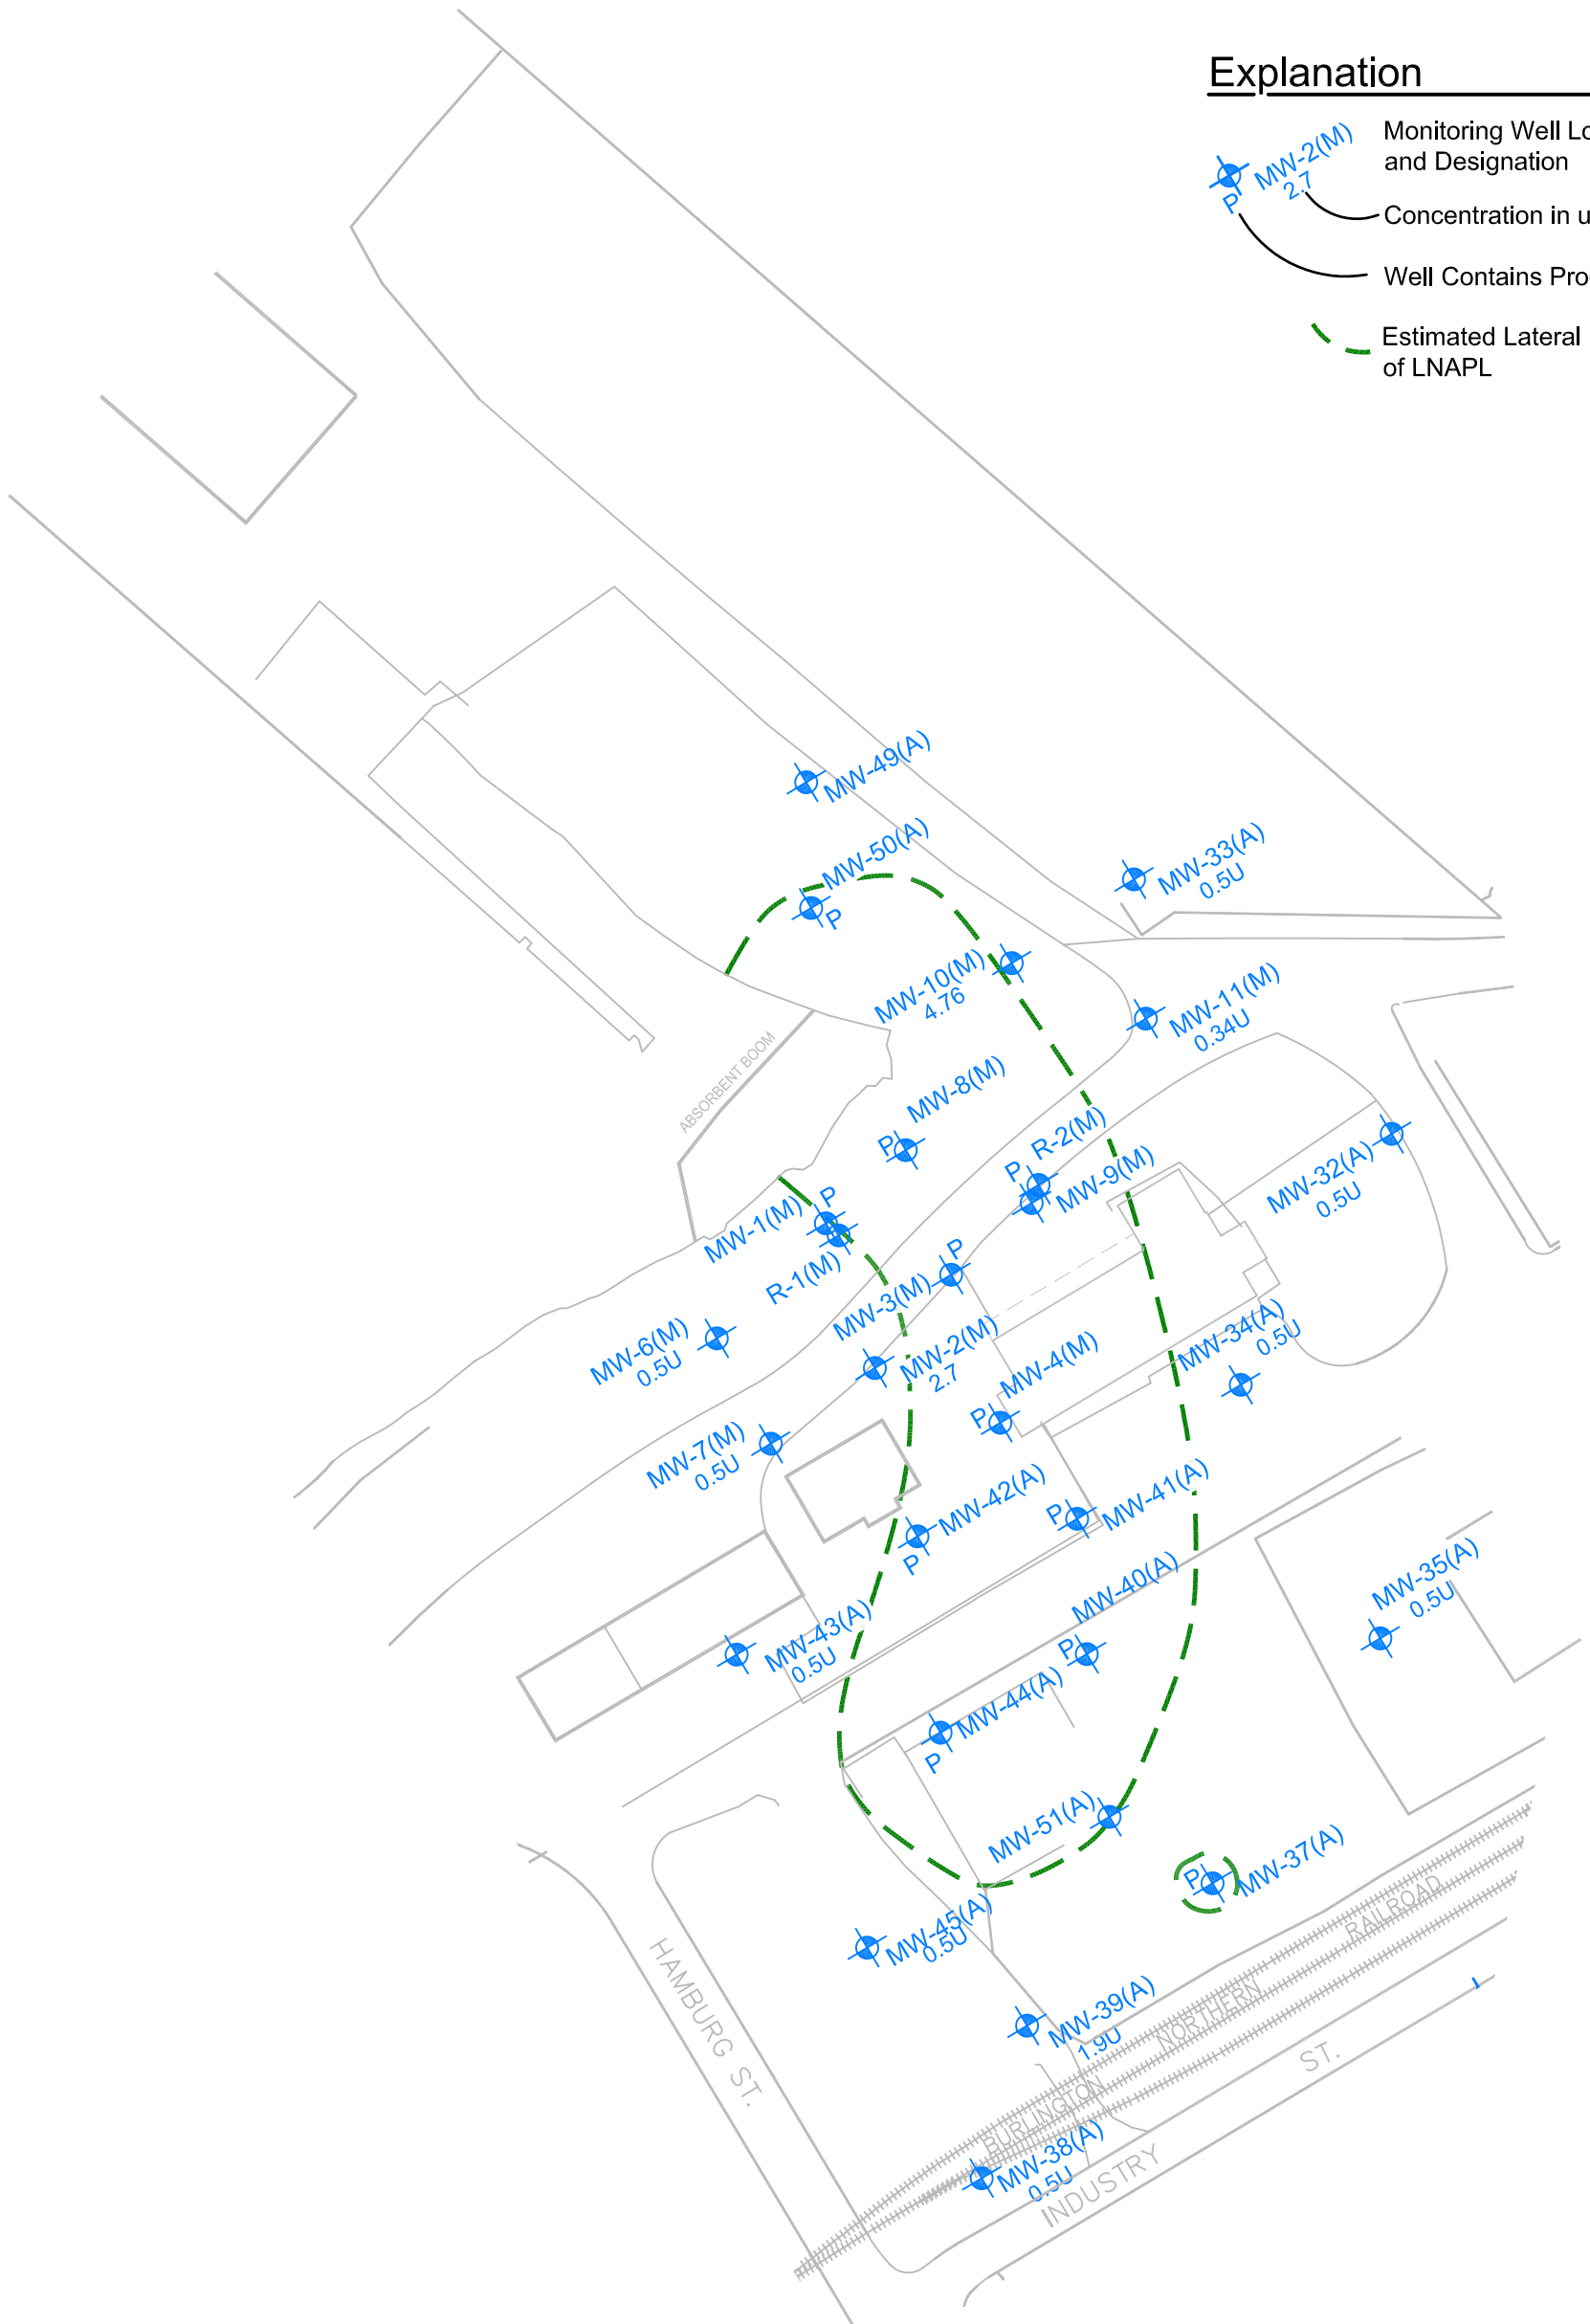 Explanation
MW-2(M)
2.7
P
Monitoring Well
and Designation
Concentration in
Well Contains
Estimated Lateral
of LNAPL
MW-49(A)
MW-50(A)
P
MW-33(A)
0.5U
MW-10(M)
4.76
MW-11(M)
0.34U
ABSORBENT BOOM
MW-8(M)
P
R-2(M)
P
MW-9(M)
MW-32(A)
0.5U
P
MW-1(M)
R-1(M)
P
MW-3(M)
MW-6(M)
0.5U
MW-2(M)
2.7
MW-34(A)
0.5U
MW-4(M)
P
MW-7(M)
0.5U
MW-42(A)
P
MW-41(A)
P
MW-40(A)
P
MW-35(A)
0.5U
MW-43(A)
0.5U
MW-44(A)
P
MW-51(A)
MW-37(A)
P
MW-45(A)
0.5U
MW-39(A)
1.9U
HAMBURG ST.
BURLINGTON NORTHERN RAILROAD
MW-38(A)
0.5U
INDUSTRY ST.